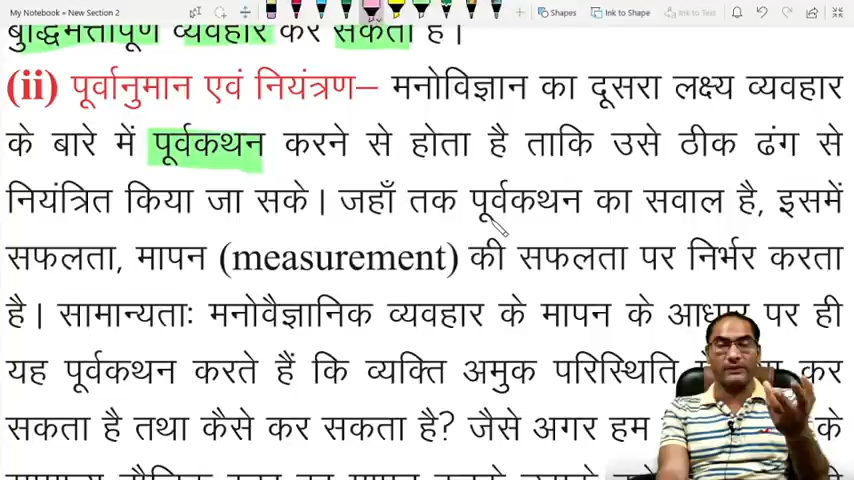 My Notebook » New Section 2
Shapes
Ink to Shape
Ink to Text
बुद्धिमत्तापूर्ण व्यवहार कर सकता है।
(ii) पूर्वानुमान एवं नियंत्रण– मनोविज्ञान का दूसरा लक्ष्य व्यवहार
के बारे में पूर्वकथन करने से होता है ताकि उसे ठीक ढंग से
नियंत्रित किया जा सके। जहाँ तक पूर्वकथन का सवाल है, इसमें
सफलता, मापन (measurement) की सफलता पर निर्भर करता
है। सामान्यतः मनोवैज्ञानिक व्यवहार के मापन के आधार पर ही
यह पूर्वकथन करते हैं कि व्यक्ति अमुक परिस्थिति कर
सकता है तथा कैसे कर सकता है? जैसे अगर हम के